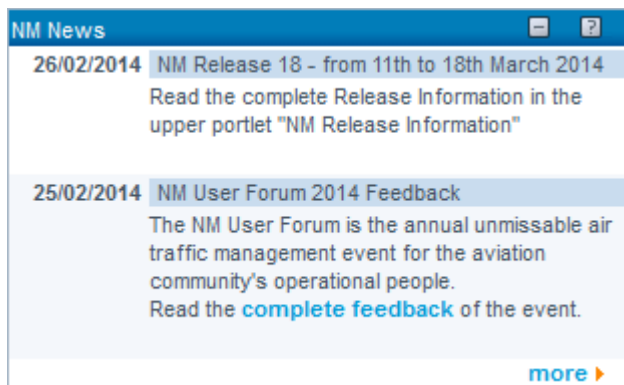 NM News
26/02/2014 NM Release 18 - from 11th to 18th March 2014
Read the complete Release Information in the
upper portlet "NM Release Information"
25/02/2014 NM User Forum 2014 Feedback
The NM User Forum is the annual unmissable air
traffic management event for the aviation
community's operational people.
Read the complete feedback of the event.
more